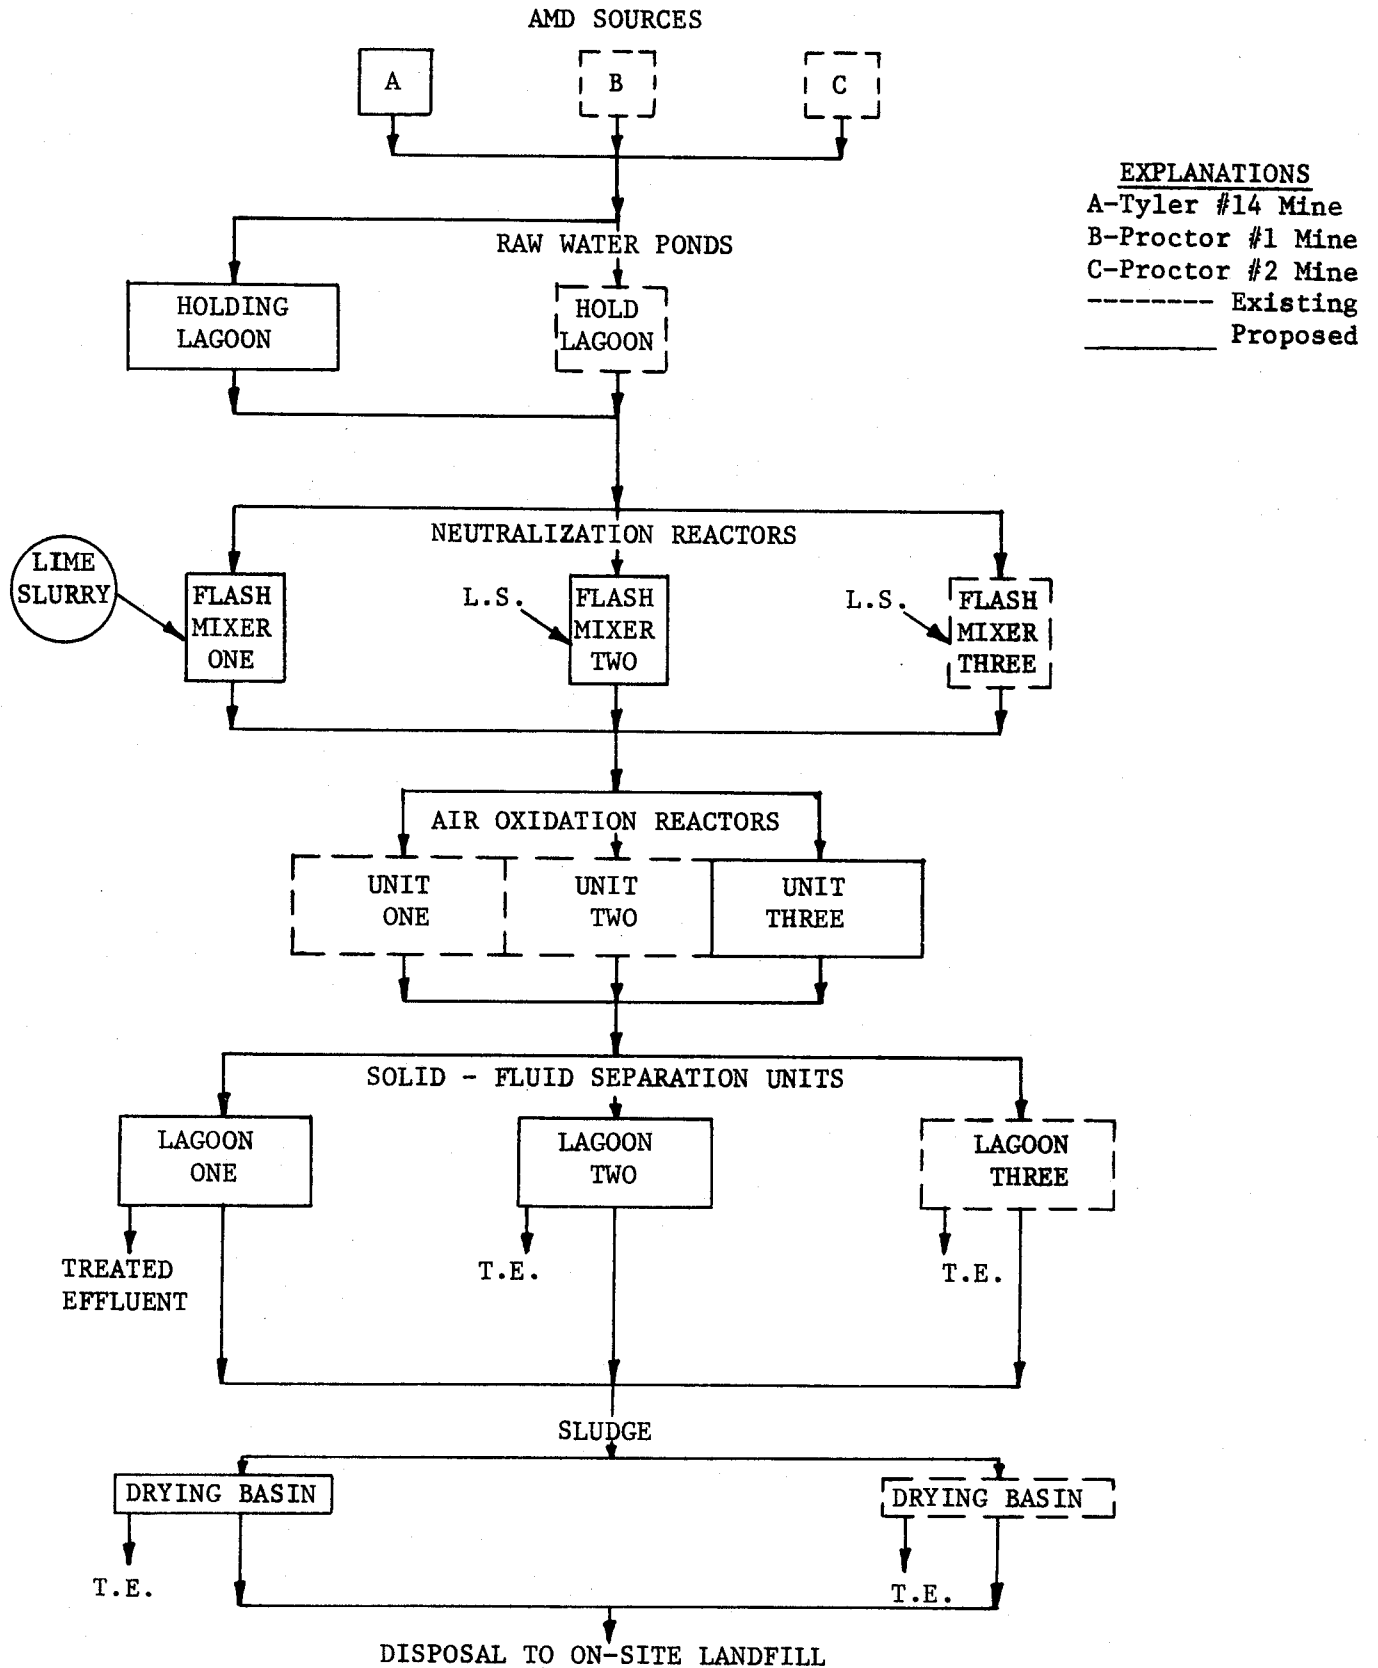 AMD SOURCES
A
B
C
EXPLANATIONS
A-Tyler #14 Mine
B-Proctor #1 Mine
C-Proctor #2 Mine
-------- Existing
________ Proposed
RAW WATER PONDS
HOLDING
LAGOON
HOLD
LAGOON
NEUTRALIZATION REACTORS
LIME
SLURRY
FLASH
MIXER
ONE
L.S.
FLASH
MIXER
TWO
L.S.
FLASH
MIXER
THREE
AIR OXIDATION REACTORS
UNIT
ONE
UNIT
TWO
UNIT
THREE
SOLID - FLUID SEPARATION UNITS
LAGOON
ONE
LAGOON
TWO
LAGOON
THREE
TREATED
EFFLUENT
T.E.
T.E.
SLUDGE
DRYING BASIN
DRYING BASIN
T.E.
T.E.
DISPOSAL TO ON-SITE LANDFILL